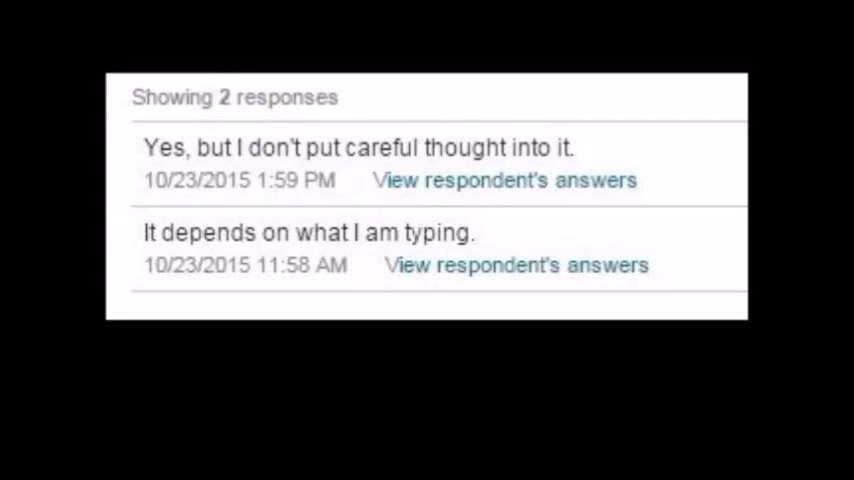 Showing 2 responses
Yes, but I don't put careful thought into it.
10/23/2015 1:59 PM View respondent's answers
It depends on what I am typing.
10/23/2015 11:58 AM View respondent's answers